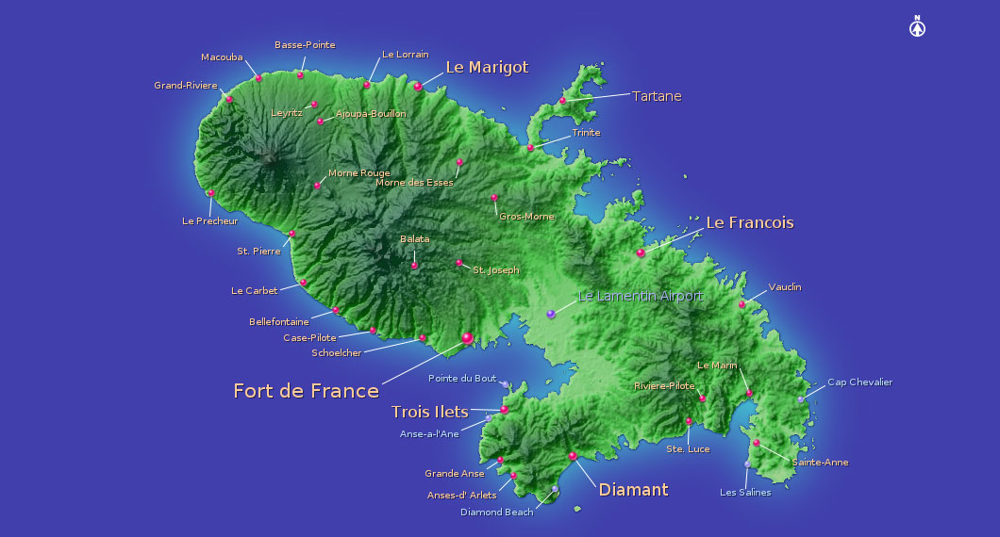 N
Basse-Pointe
Macouba
Le Lorrain
Le Marigot
Grand-Riviere
Tartane
Leyritz
Ajoupa-Bouillon
Trinite
Morne Rouge
Morne des Esses
Le Precheur
Gros-Morne
Le Francois
Balata
St. Pierre
St. Joseph
Le Carbet
Vauclin
Le Lamentin Airport
Bellefontaine
Case-Pilote
Schoelcher
Le Marin
Pointe du Bout
Cap Chevalier
Fort de France
Riviere-Pilote
Trois Ilets
Anse-a-l'Ane
Ste. Luce
Sainte-Anne
Grande Anse
Diamant
Les Salines
Anses-d' Arlets
Diamond Beach